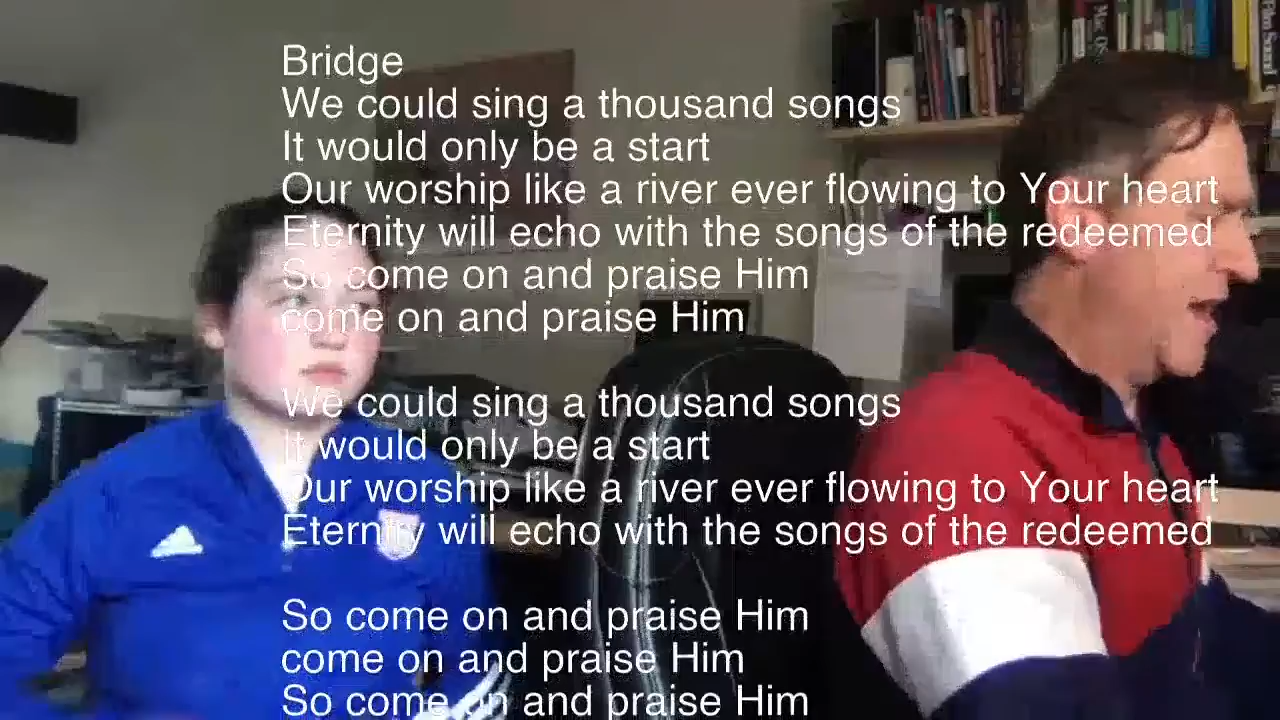 Bridge
We could sing a thousand songs
It would only be a start
Our worship like a river ever flowing to Your heart
Eternity will echo with the songs of the redeemed
So come on and praise Him
come on and praise Him
We could sing a thousand songs
It would only be a start
Our worship like a river ever flowing to Your heart
Eternity will echo with the songs of the redeemed
So come on and praise Him
come on and praise Him
So come on and praise Him
Mac OS
Film Sound